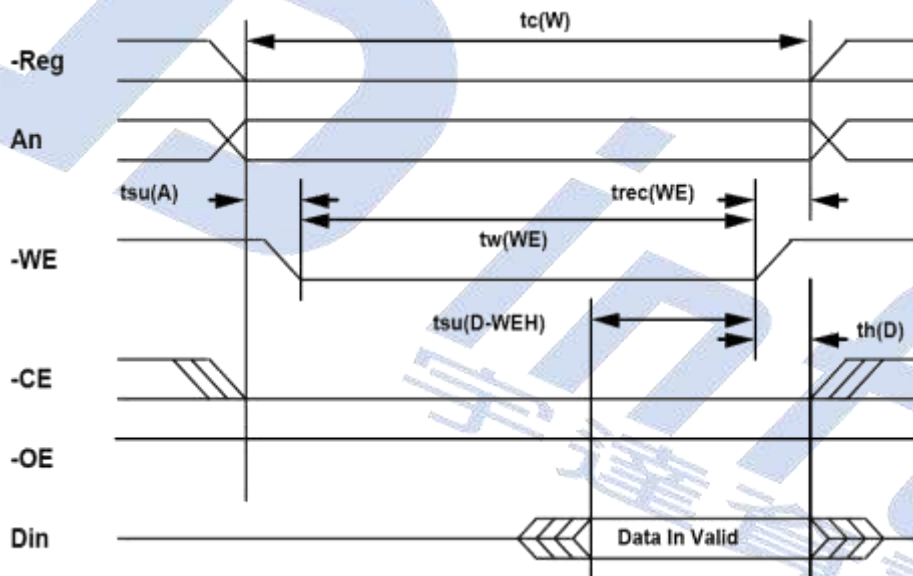 tc(W)
-Reg
An
tsu(A)
trec(WE)
tw(WE)
-WE
tsu(D-WEH)
th(D)
-CE
-OE
Din
Data In Valid